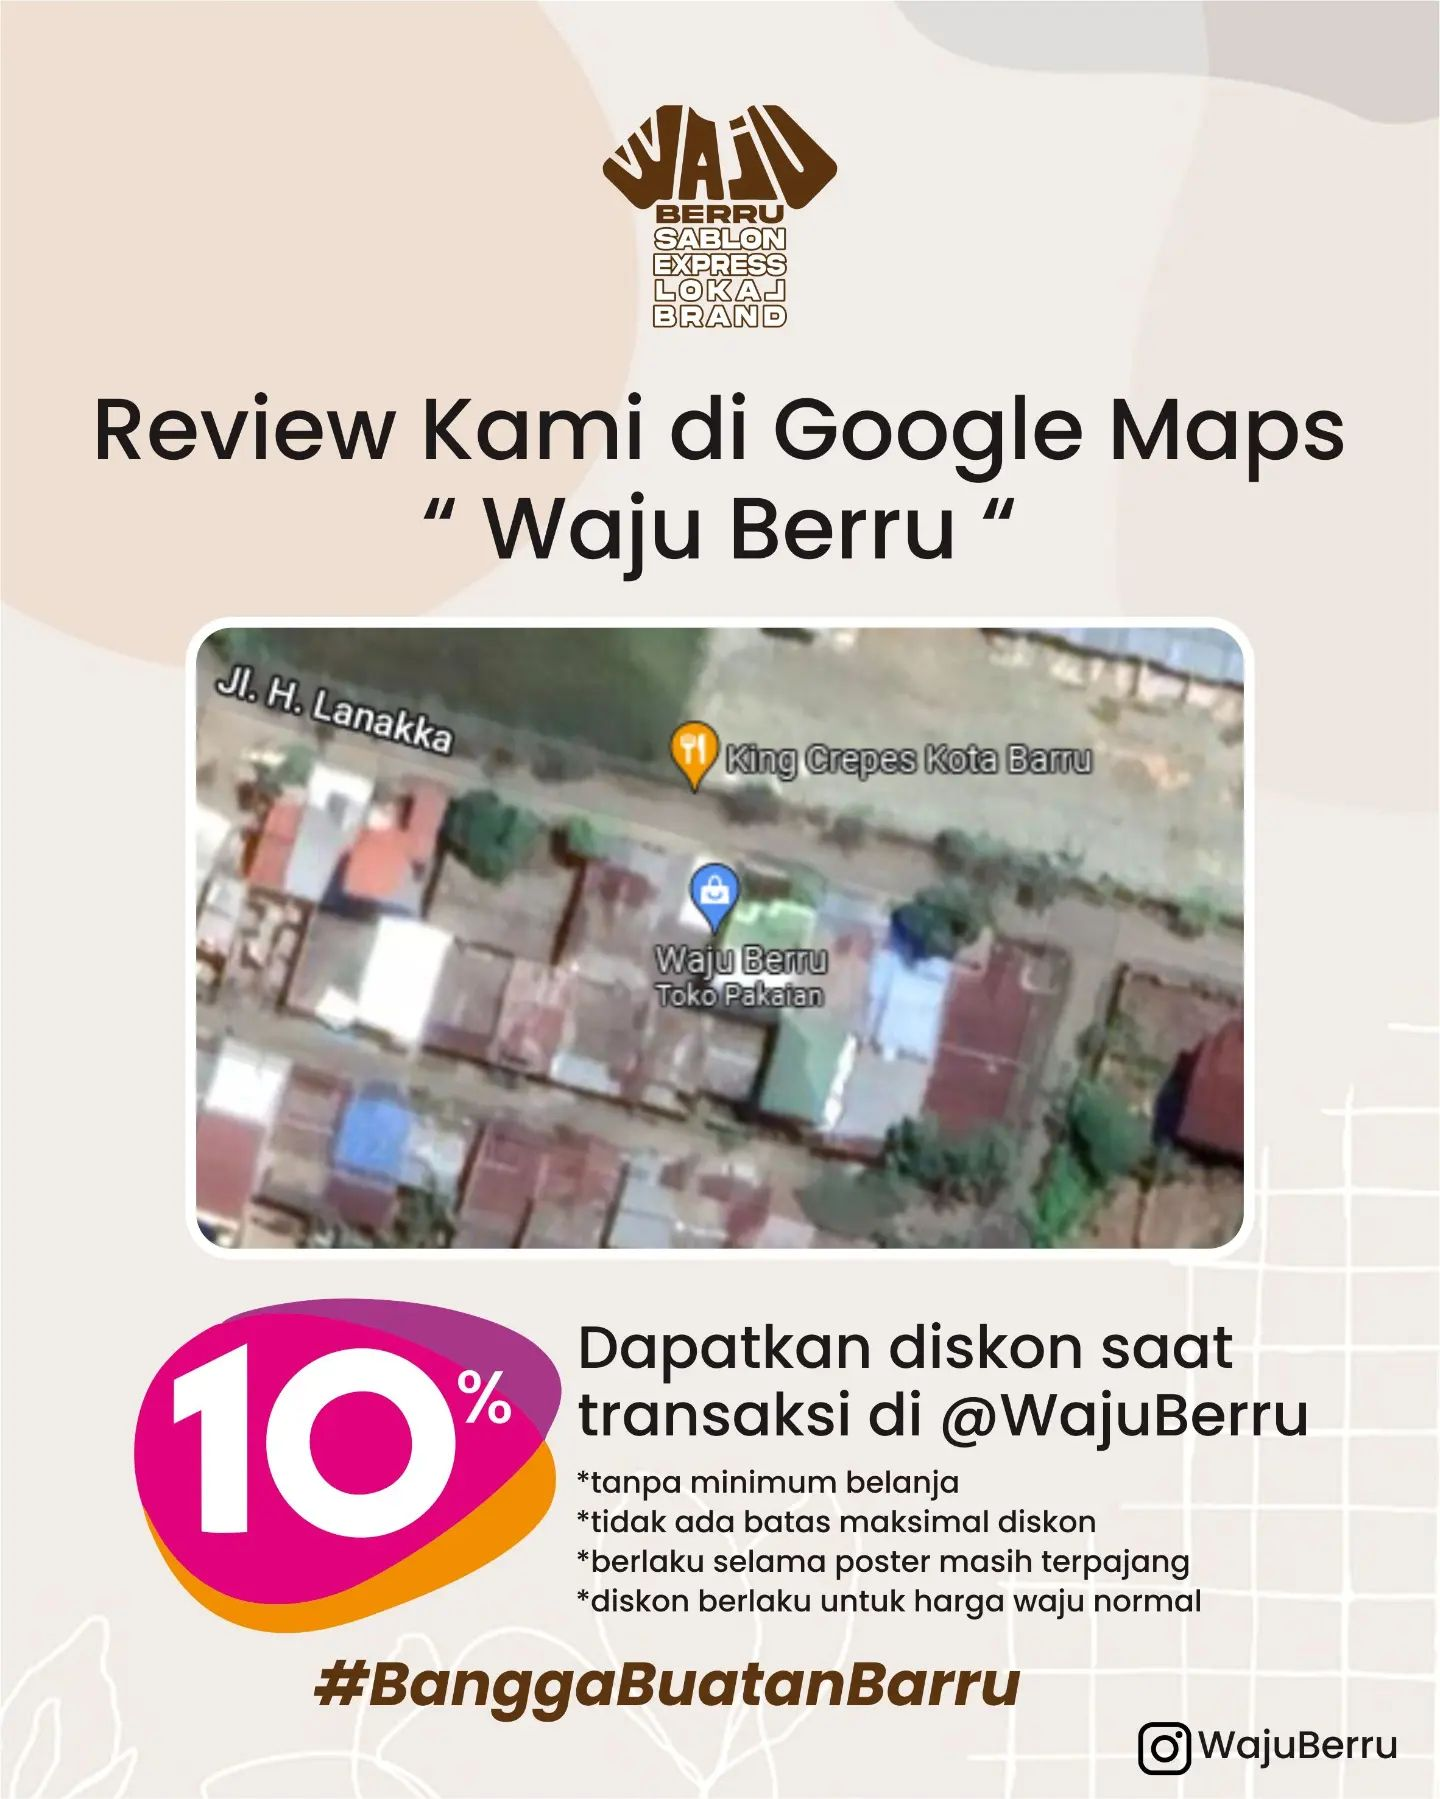 WAJU
BERRU
SABLON
EXPRESS
LOKAL
BRAND
Review Kami di Google Maps
“ Waju Berru “
Jl. H. Lanakka
King Crepes Kota Barru
Waju Berru
Toko Pakaian
10%
Dapatkan diskon saat
transaksi di @WajuBerru
*tanpa minimum belanja
*tidak ada batas maksimal diskon
*berlaku selama poster masih terpajang
*diskon berlaku untuk harga waju normal
#BanggaBuatanBarru
WajuBerru